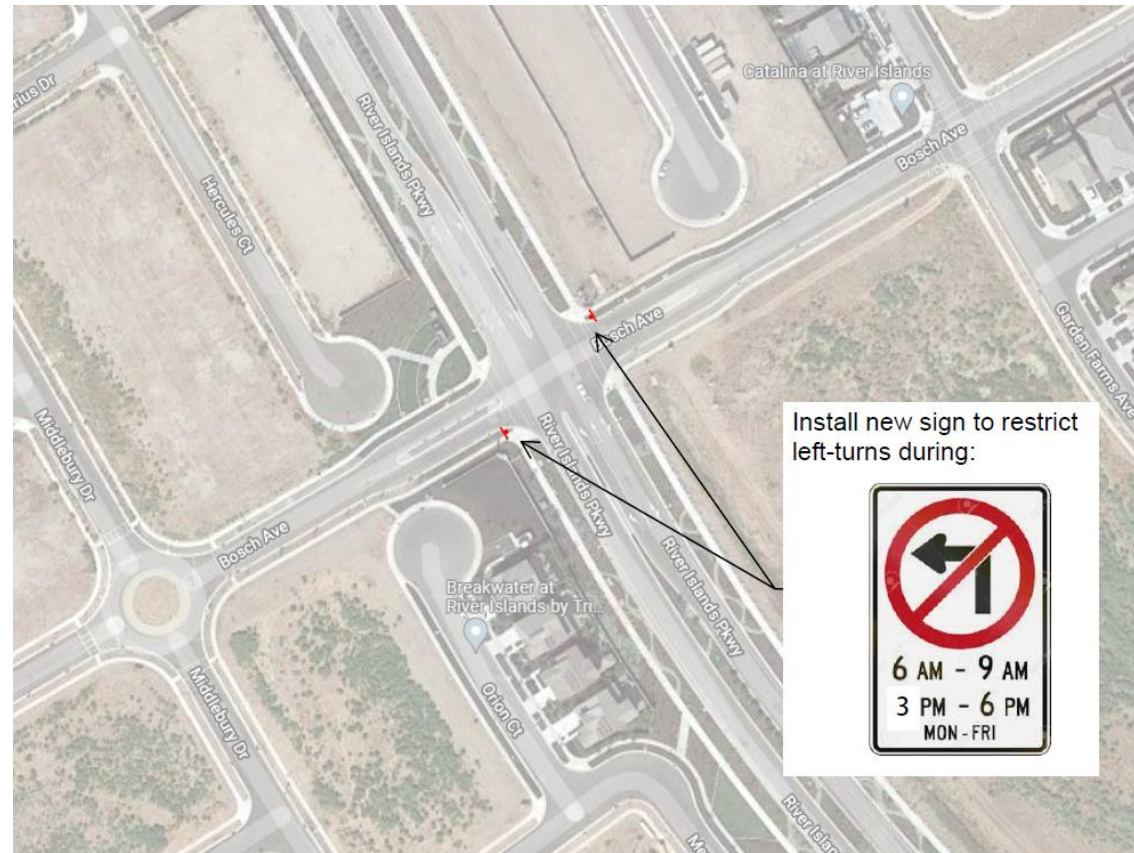 rius Dr
River Islands Pkwy
Catalina at River Islands
Bosch Ave
Hercules Ct
Bosch Ave
Garden Farms Ave
Middlebury Dr
River Islands Pkwy
Install new sign to restrict
left-turns during:
Bosch Ave
River Islands Pkwy
Breakwater at
River Islands by Tri...
6 AM - 9 AM
3 PM - 6 PM
MON - FRI
Middlebury Dr
Orion Ct
River Islan
Me